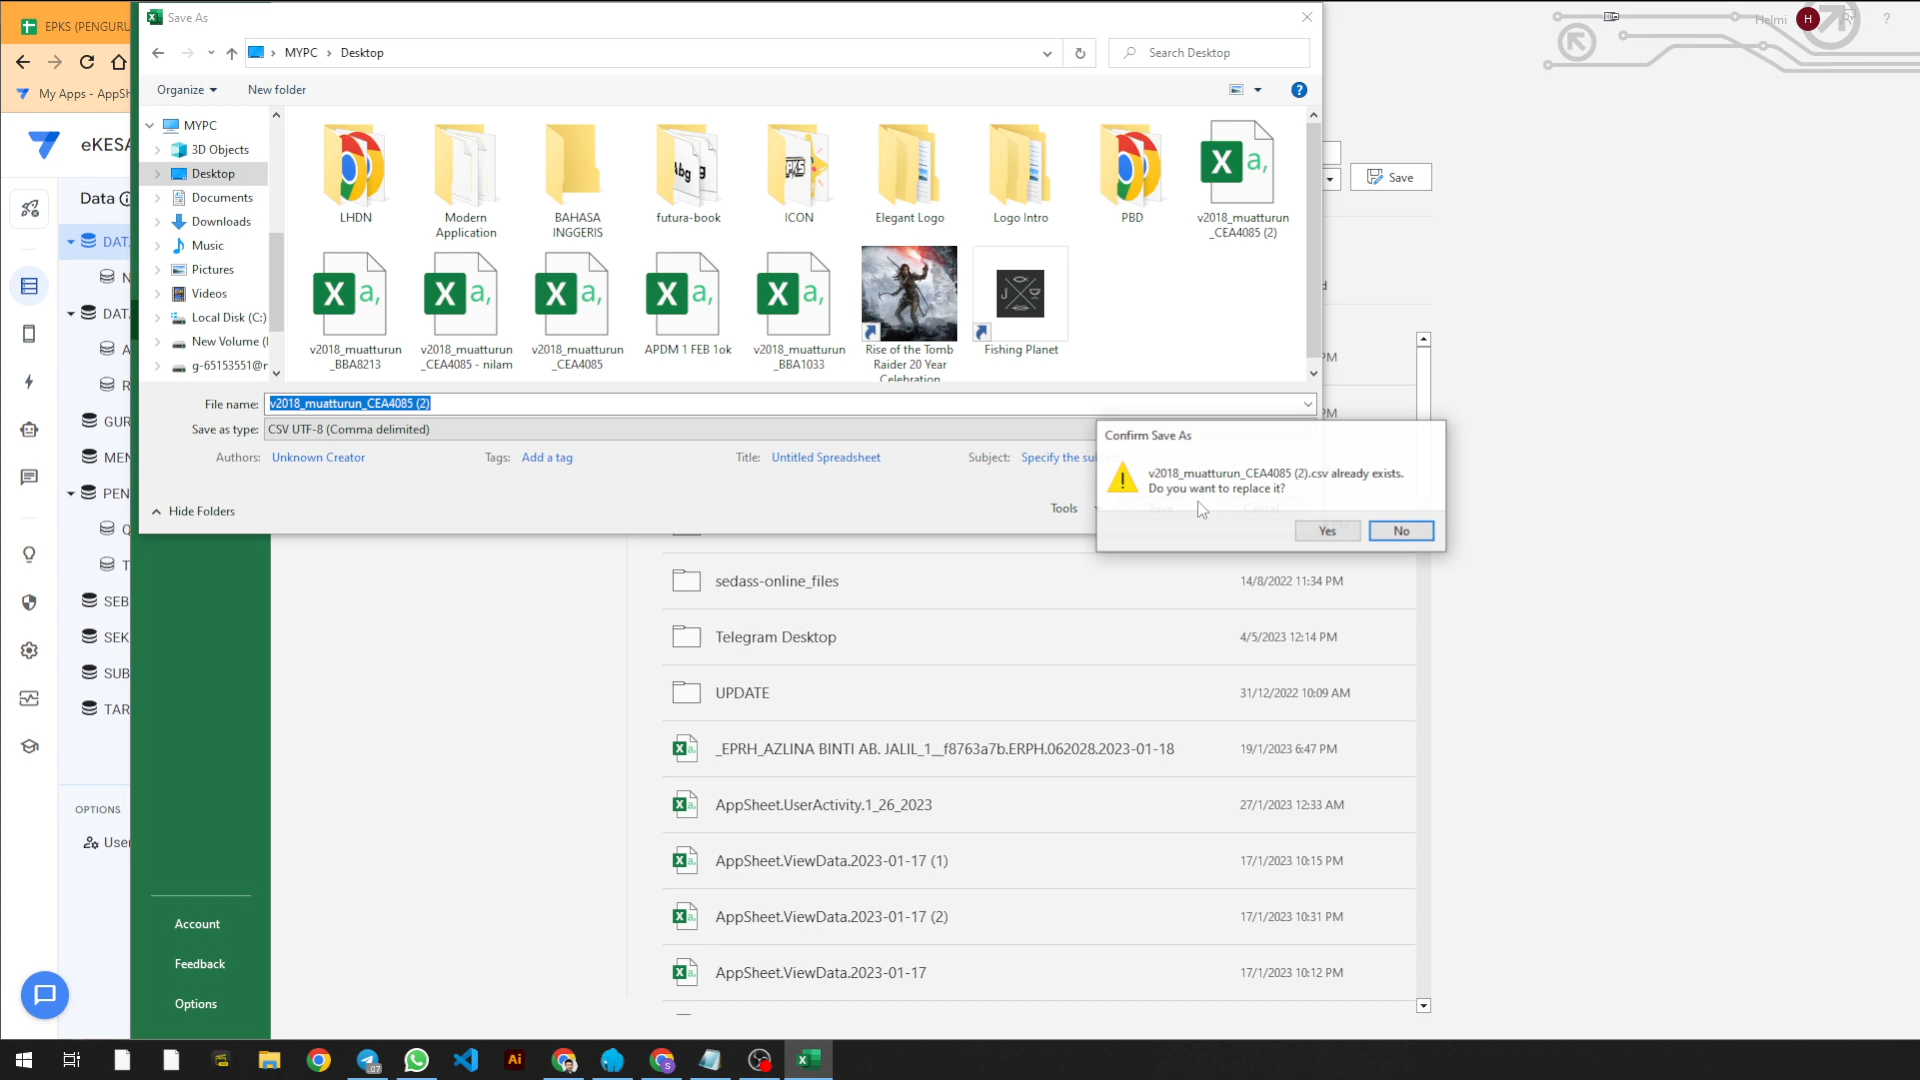 EPKS (PENGURU
Save As
Helmi
H
?
MYPC
Desktop
Search Desktop
Organize
New folder
?
My Apps - AppSh
eKESA
MYPC
3D Objects
Desktop
Documents
Downloads
Music
Pictures
Videos
Local Disk (C:)
New Volume (
g-65153551@r
LHDN
Modern
Application
BAHASA
INGGERIS
futura-book
ICON
Elegant Logo
Logo Intro
PBD
v2018_muatturun
_CEA4085 (2)
v2018_muatturun
_BBA8213
v2018_muatturun
_CEA4085 - nilam
v2018_muatturun
_CEA4085
APDM 1 FEB 1ok
v2018_muatturun
_BBA1033
Rise of the Tomb
Raider 20 Year
Celebration
Fishing Planet
Save
Data
DAT
N
DAT
A
R
GUR
MEN
PEN
Q
T
SEB
SEK
SUB
TAR
OPTIONS
User
File name:
v2018_muatturun_CEA4085 (2)
Save as type:
CSV UTF-8 (Comma delimited)
Authors:
Unknown Creator
Tags:
Add a tag
Title:
Untitled Spreadsheet
Subject:
Specify the su
Hide Folders
Tools
PM
PM
Confirm Save As
v2018_muatturun_CEA4085 (2).csv already exists.
Do you want to replace it?
Yes
No
sedass-online_files
14/8/2022 11:34 PM
Telegram Desktop
4/5/2023 12:14 PM
UPDATE
31/12/2022 10:09 AM
_EPRH_AZLINA BINTI AB. JALIL_1__f8763a7b.ERPH.062028.2023-01-18
19/1/2023 6:47 PM
AppSheet.UserActivity.1_26_2023
27/1/2023 12:33 AM
AppSheet.ViewData.2023-01-17 (1)
17/1/2023 10:15 PM
AppSheet.ViewData.2023-01-17 (2)
17/1/2023 10:31 PM
AppSheet.ViewData.2023-01-17
17/1/2023 10:12 PM
Account
Feedback
Options